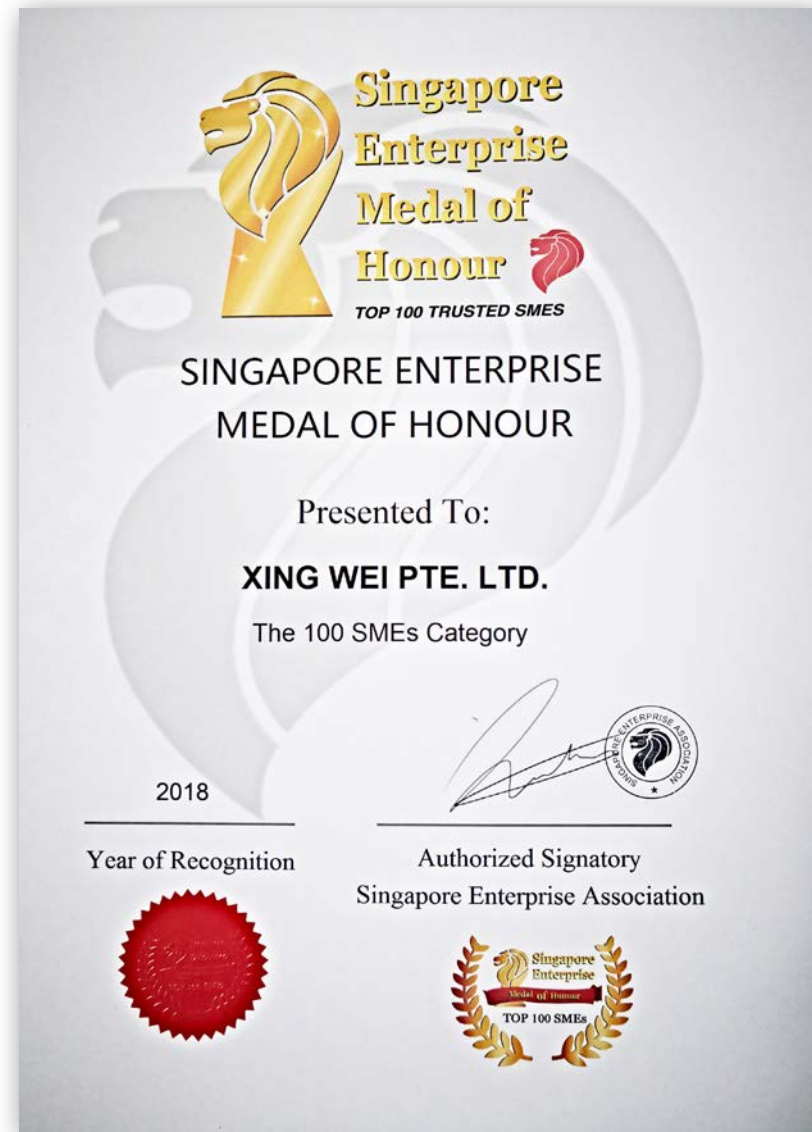 Singapore
Enterprise
Medal of
Honour
TOP 100 TRUSTED SMES
SINGAPORE ENTERPRISE
MEDAL OF HONOUR
Presented To:
XING WEI PTE. LTD.
The 100 SMEs Category
SINGAPORE ENTERPRISE ASSOCIATION
2018
Year of Recognition
Authorized Signatory
Singapore Enterprise Association
Singapore
Enterprise
Medal of Honour
TOP 100 SMEs